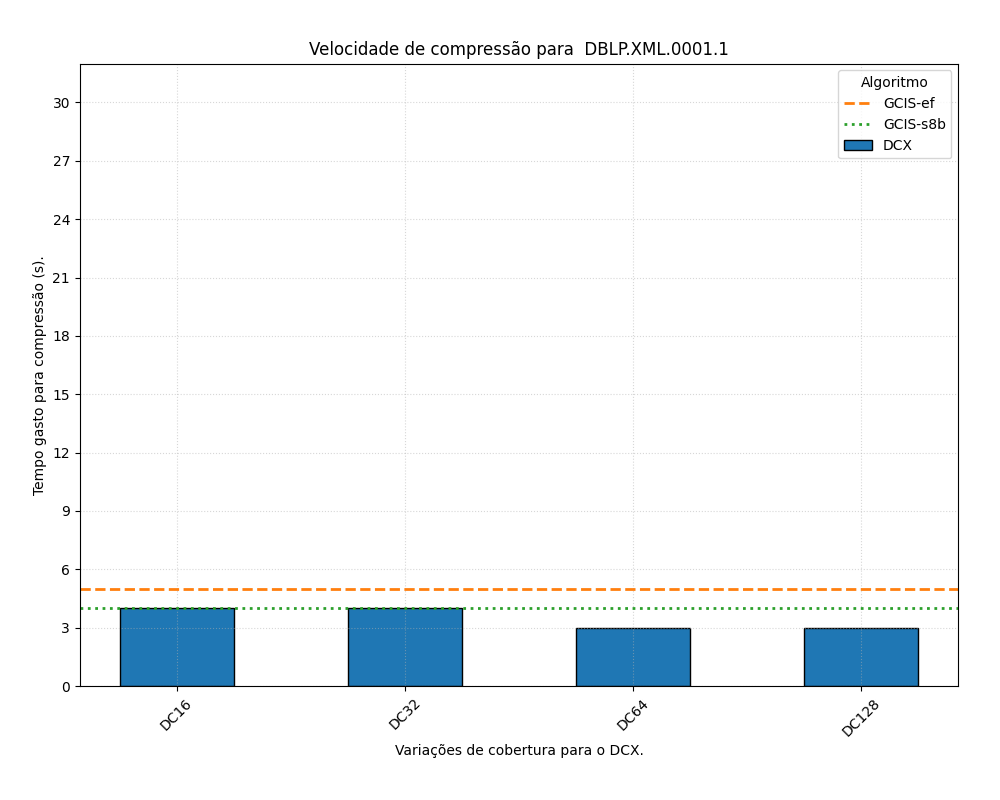 Velocidade de compressão para  DBLP.XML.0001.1
Algoritmo
GCIS-ef
GCIS-s8b
DCX
Tempo gasto para compressão (s).
30
27
24
21
18
15
12
9
6
3
0
DC16
DC32
DC64
DC128
Variações de cobertura para o DCX.